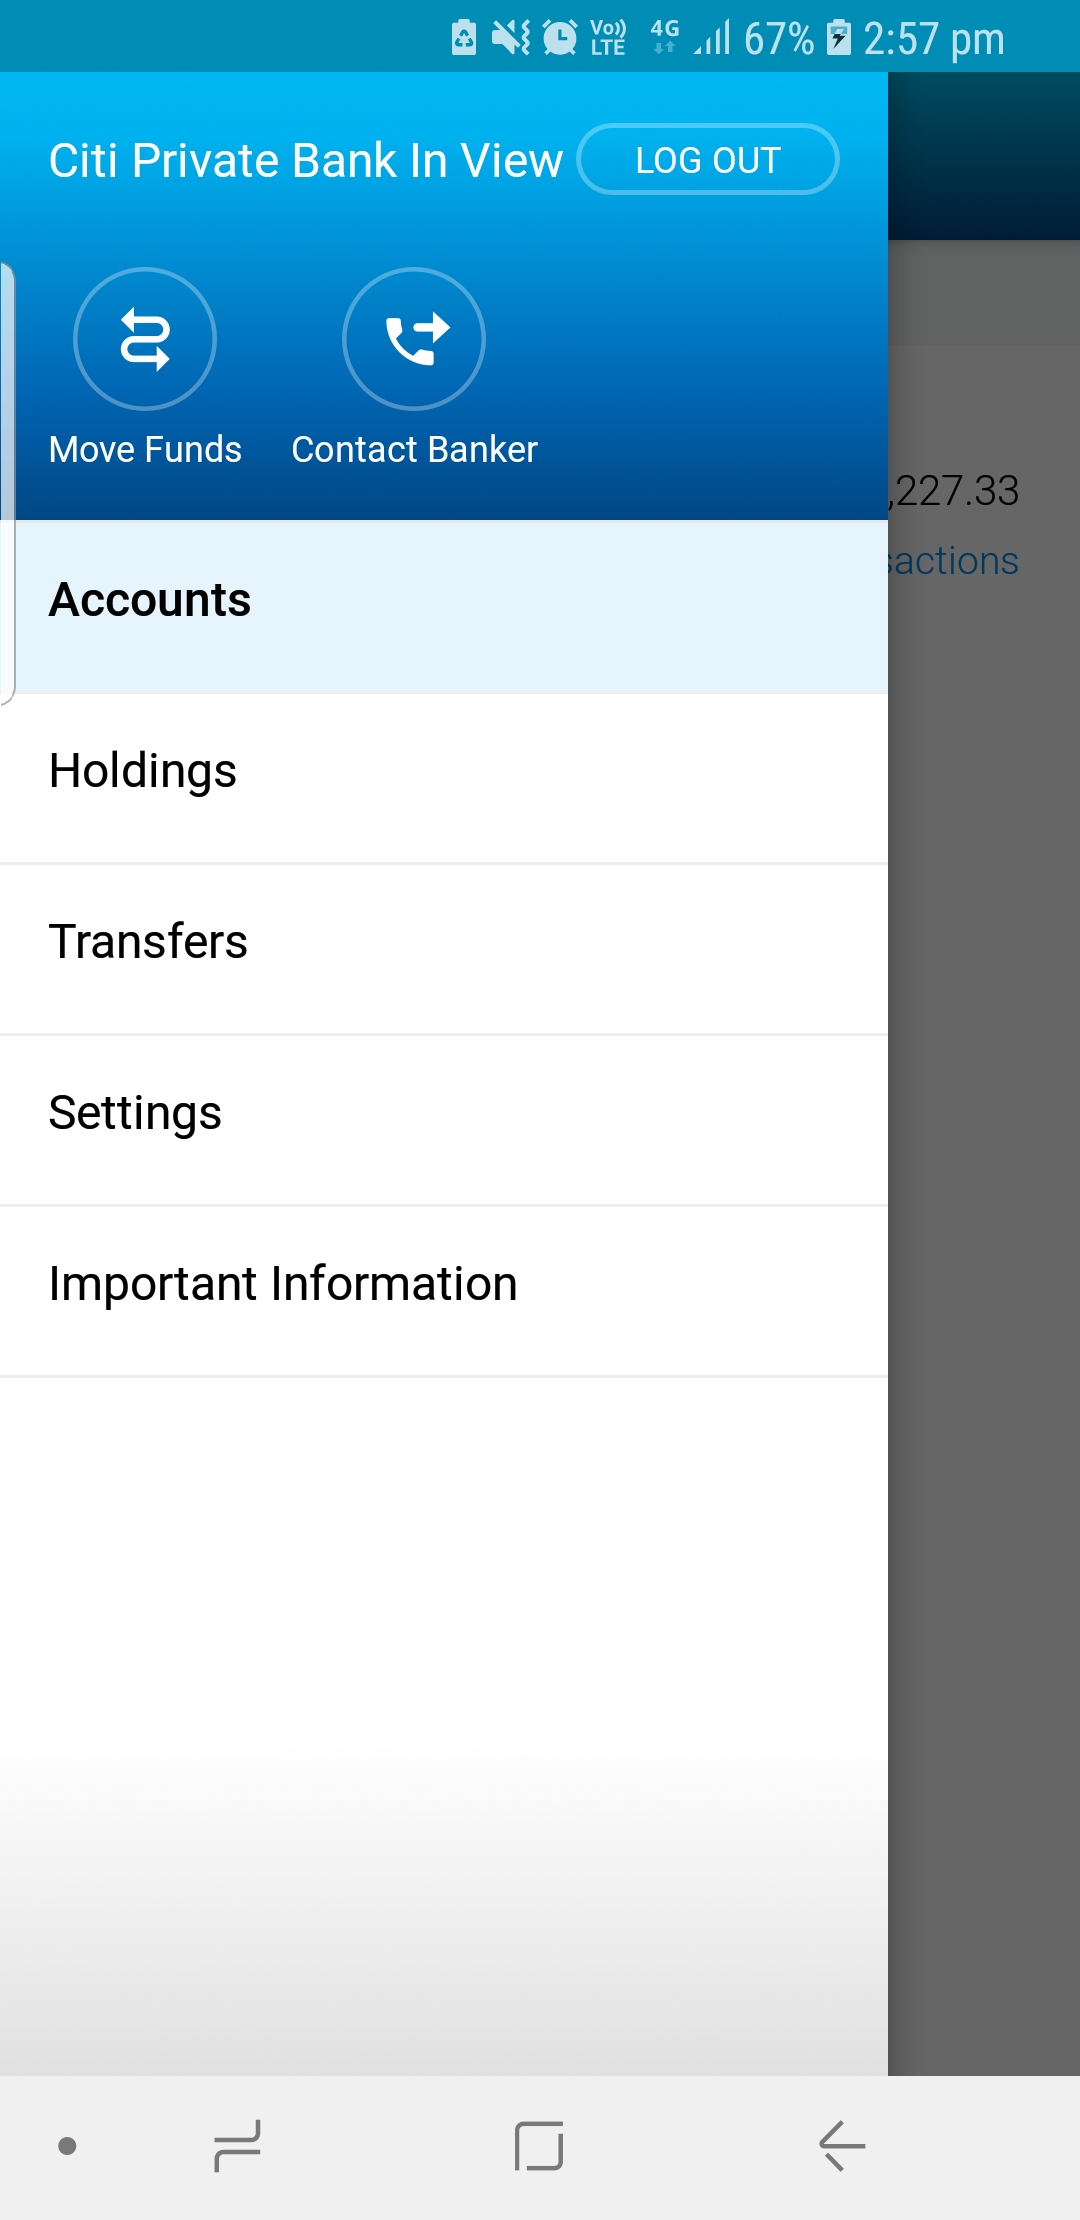 Vo)) LTE 4G 67% 2:57 pm
Citi Private Bank In View LOG OUT
Move Funds Contact Banker
,227.33
sactions
Accounts
Holdings
Transfers
Settings
Important Information